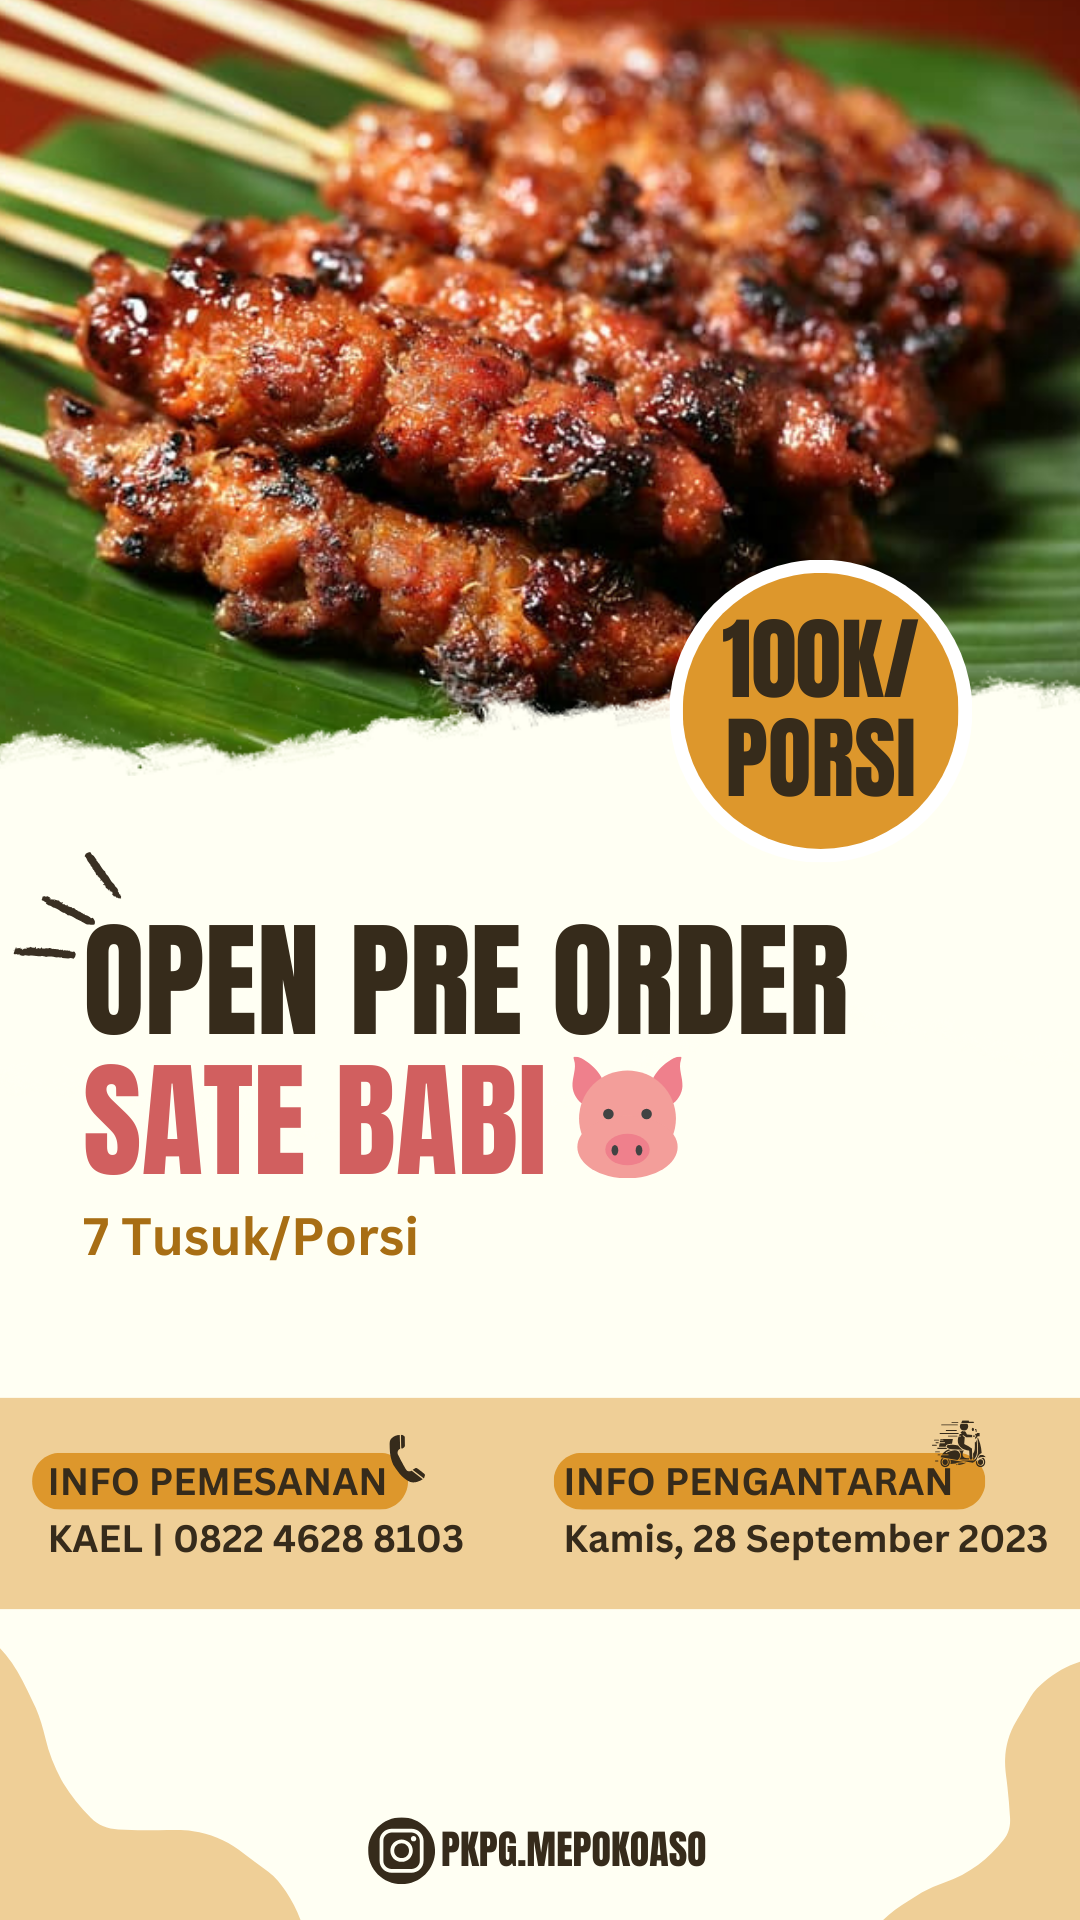 100K/
PORSI
OPEN PRE ORDER
SATE BABI
7 Tusuk/Porsi
INFO PEMESANAN
KAEL | 0822 4628 8103
INFO PENGANTARAN
Kamis, 28 September 2023
PKPG.MEPOKOASO